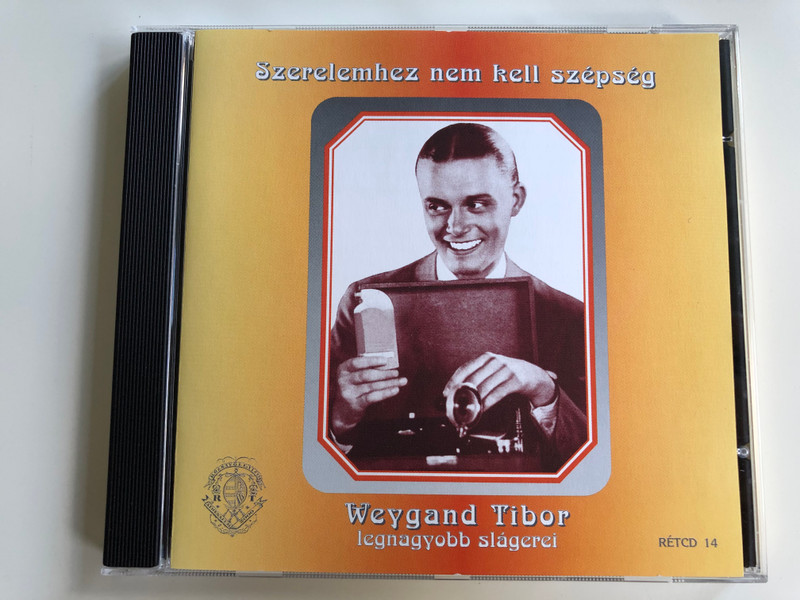 Szerelemhez nem kell szépség
R T
Weygand Tibor
legnagyobb slágerei
RÉTCD 14